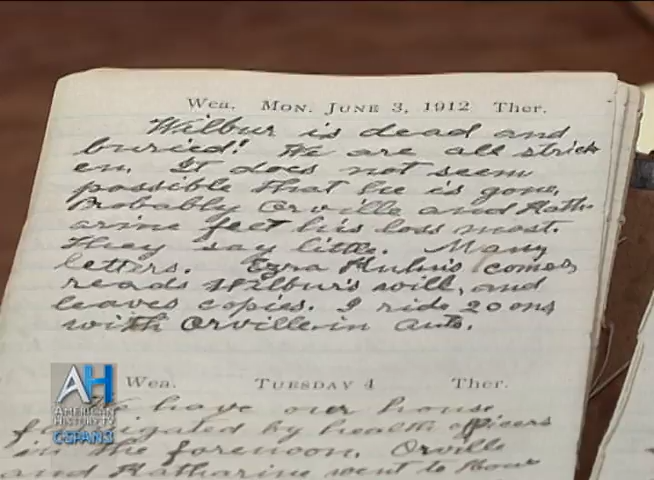 Wea. MON. JUNE 3, 1912 Ther.
Wilbur is dead and
buried! We are all strick
en. It does not seem
possible that he is gone.
Probably Orville and Kath-
arine feel his loss most.
They say little. Many
letters. Ezra Kuhns comes
reads Wilbur's will, and
leaves copies. I ride 20 ms
with Orville in Auto.
Wea. TUESDAY 4 Ther.
We have our house
fumigated by health officers
in the forenoon. Orville
and Katharine went to
AH
AMERICAN
HISTORY TV
C-SPAN3